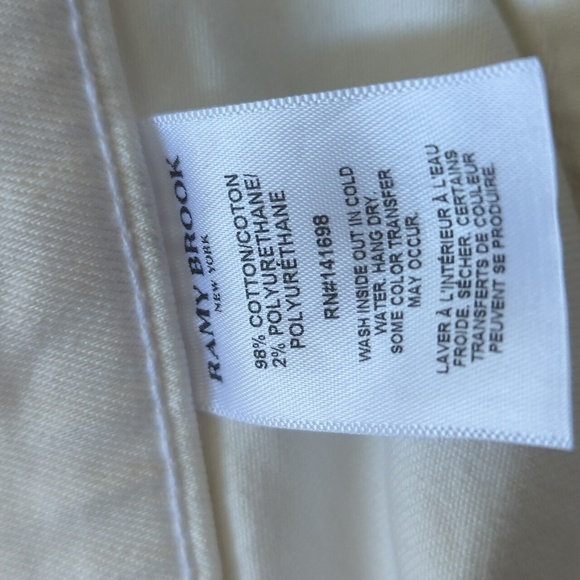 RAMY BROOK
NEW YORK
98% COTTON/COTON
2% POLYURETHANE/
POLYURÉTHANE
RN#141698
WASH INSIDE OUT IN COLD
WATER. HANG DRY.
SOME COLOR TRANSFER
MAY OCCUR.
LAVER À L'INTÉRIEUR À L'EAU
FROIDE, SÉCHER. CERTAINS
TRANSFERTS DE COULEUR
PEUVENT SE PRODUIRE.